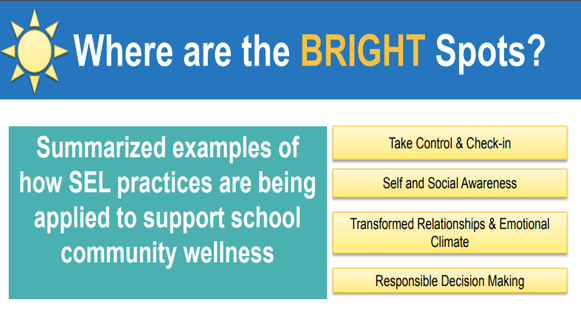 Where are the BRIGHT Spots?
Summarized examples of
how SEL practices are being
applied to support school
community wellness
Take Control & Check-in
Self and Social Awareness
Transformed Relationships & Emotional
Climate
Responsible Decision Making